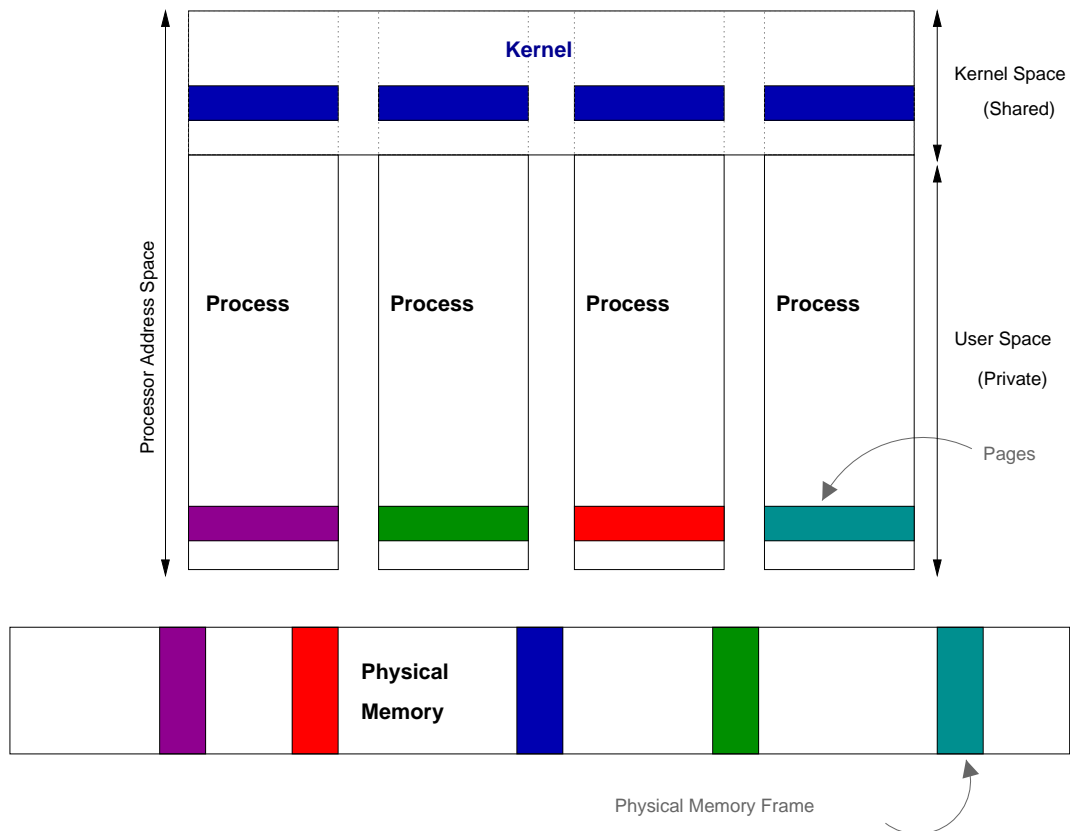 Kernel
Kernel Space
(Shared)
Processor Address Space
Process
Process
Process
Process
User Space
(Private)
Pages
Physical
Memory
Physical Memory Frame